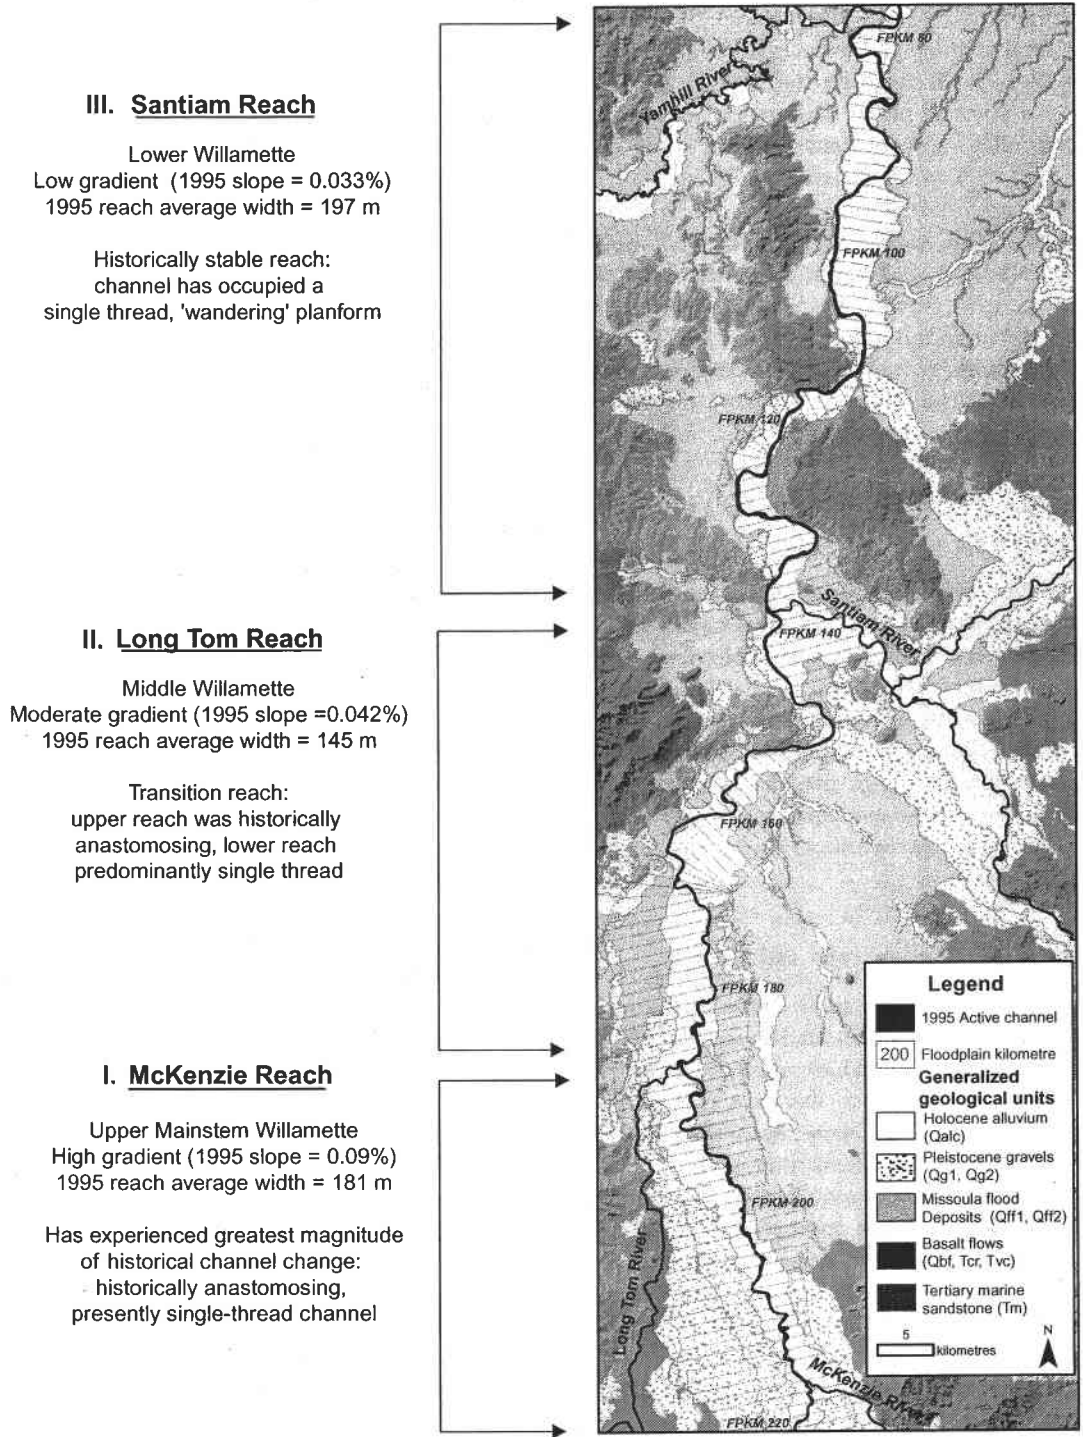 III. Santiam Reach
Lower Willamette
Low gradient (1995 slope = 0.033%)
1995 reach average width = 197 m
Historically stable reach:
channel has occupied a
single thread, 'wandering' planform
II. Long Tom Reach
Middle Willamette
Moderate gradient (1995 slope =0.042%)
1995 reach average width = 145 m
Transition reach:
upper reach was historically
anastomosing, lower reach
predominantly single thread
I. McKenzie Reach
Upper Mainstem Willamette
High gradient (1995 slope = 0.09%)
1995 reach average width = 181 m
Has experienced greatest magnitude
of historical channel change:
historically anastomosing,
presently single-thread channel
FPKM 80
Yamhill River
FPKM 100
FPKM 120
Santiam River
FPKM 140
FPKM 160
FPKM 180
FPKM 200
Long Tom River
McKenzie River
FPKM 220
Legend
1995 Active channel
200 Floodplain kilometre
Generalized
geological units
Holocene alluvium
(Qalc)
Pleistocene gravels
(Qg1, Qg2)
Missoula flood
Deposits (Qff1, Qff2)
Basalt flows
(Qbf, Tcr, Tvc)
Tertiary marine
sandstone (Tm)
5
kilometres
N